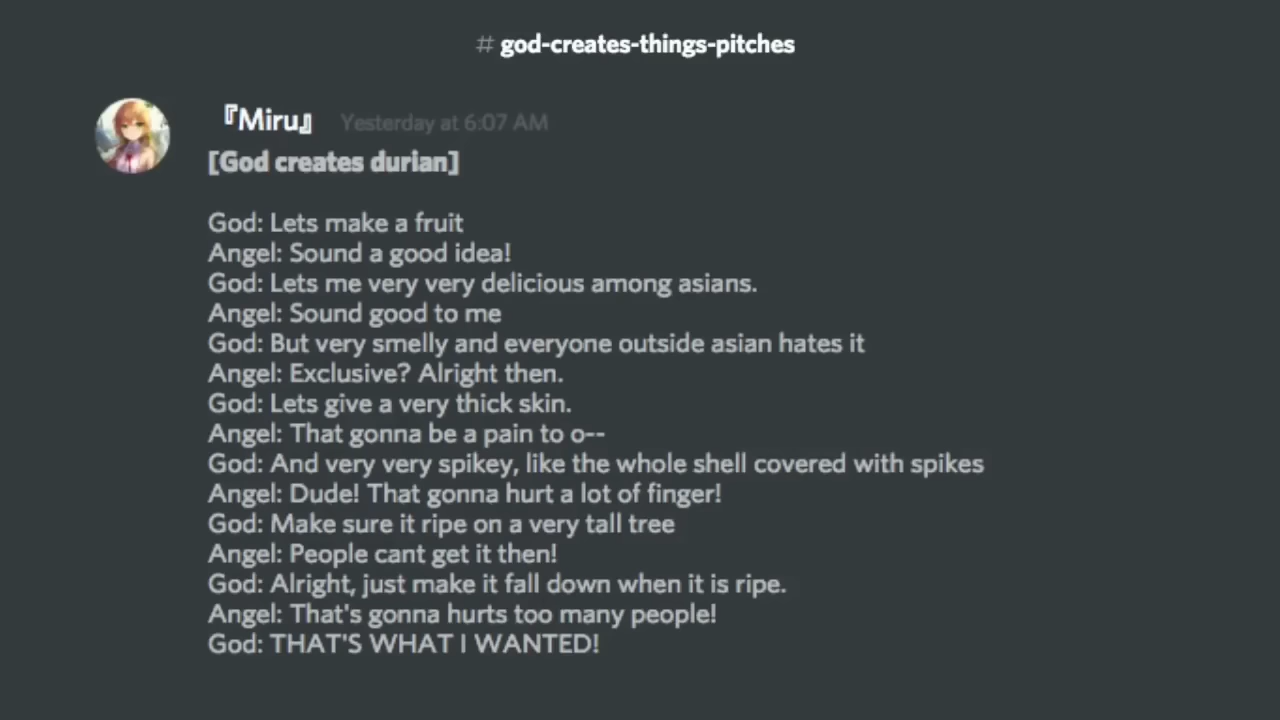 # god-creates-things-pitches
『Miru』 Yesterday at 6:07 AM
[God creates durian]
God: Lets make a fruit
Angel: Sound a good idea!
God: Lets me very very delicious among asians.
Angel: Sound good to me
God: But very smelly and everyone outside asian hates it
Angel: Exclusive? Alright then.
God: Lets give a very thick skin.
Angel: That gonna be a pain to o--
God: And very very spikey, like the whole shell covered with spikes
Angel: Dude! That gonna hurt a lot of finger!
God: Make sure it ripe on a very tall tree
Angel: People cant get it then!
God: Alright, just make it fall down when it is ripe.
Angel: That's gonna hurts too many people!
God: THAT'S WHAT I WANTED!